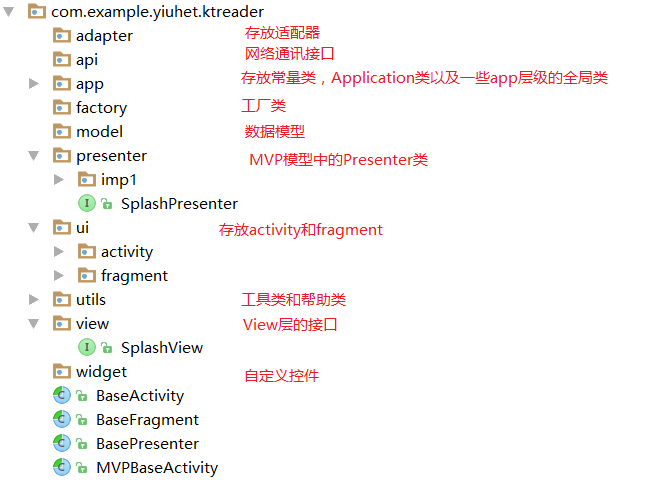 com.example.yiuhet.ktreader
adapter 存放适配器
api 网络通讯接口
app 存放常量类，Application类以及一些app层级的全局类
factory 工厂类
model 数据模型
presenter MVP模型中的Presenter类
imp1
I SplashPresenter
ui 存放activity和fragment
activity
fragment
utils 工具类和帮助类
view View层的接口
I SplashView
widget 自定义控件
C BaseActivity
C BaseFragment
C BasePresenter
C MVPBaseActivity